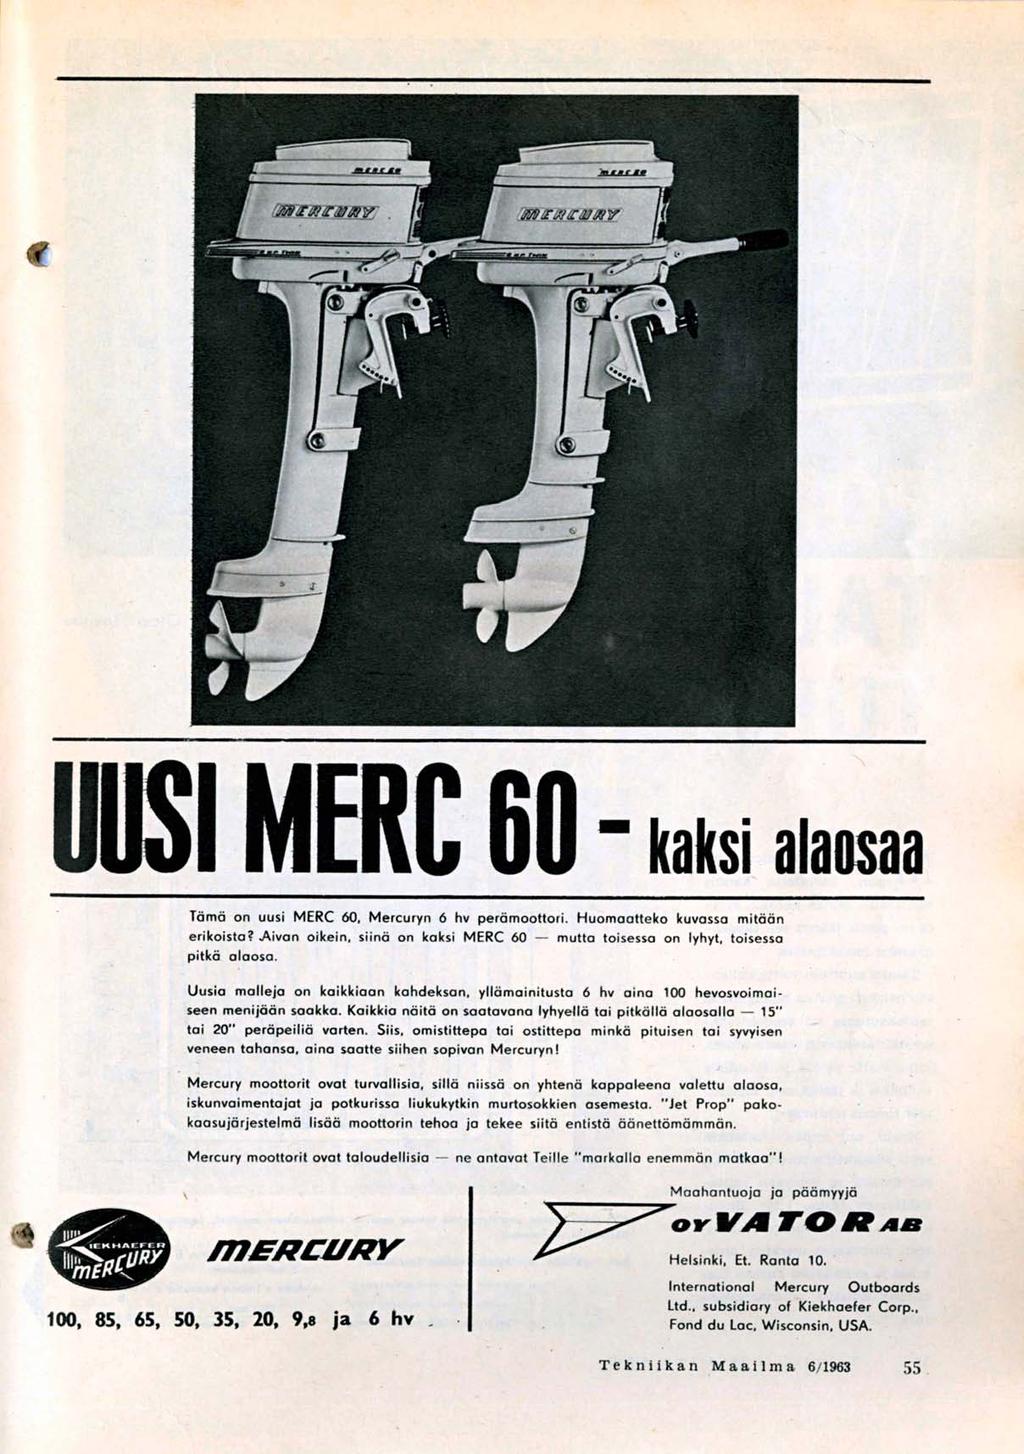 merc 60
MERCURY
merc 60
MERCURY
UUSI MERC 60 - kaksi alaosaa
Tämä on uusi MERC 60, Mercuryn 6 hv perämoottori. Huomaatteko kuvassa mitään
erikoista? Aivan oikein, siinä on kaksi MERC 60 — mutta toisessa on lyhyt, toisessa
pitkä alaosa.
Uusia malleja on kaikkiaan kahdeksan, yllämainitusta 6 hv aina 100 hevosvoimai-
seen menijään saakka. Kaikkia näitä on saatavana lyhyellä tai pitkällä alaosalla — 15"
tai 20" peräpeiliä varten. Siis, omistittepa tai ostittepa minkä pituisen tai syvyisen
veneen tahansa, aina saatte siihen sopivan Mercuryn!
Mercury moottorit ovat turvallisia, sillä niissä on yhtenä kappaleena valettu alaosa,
iskunvaimentajat ja potkurissa liukukytkin murtosokkien asemesta. "Jet Prop" pako-
kaasujärjestelmä lisää moottorin tehoa ja tekee siitä entistä äänettömämmän.
Mercury moottorit ovat taloudellisia — ne antavat Teille "markalla enemmän matkaa"!
KIEKHAEFER
MERCURY
MERCURY
100, 85, 65, 50, 35, 20, 9,8 ja 6 hv
Maahantuoja ja päämyyjä
OY VATOR AB
Helsinki, Et. Ranta 10.
International Mercury Outboards
Ltd., subsidiary of Kiekhaefer Corp.,
Fond du Lac, Wisconsin, USA.
Tekniikan Maailma 6/1963 55